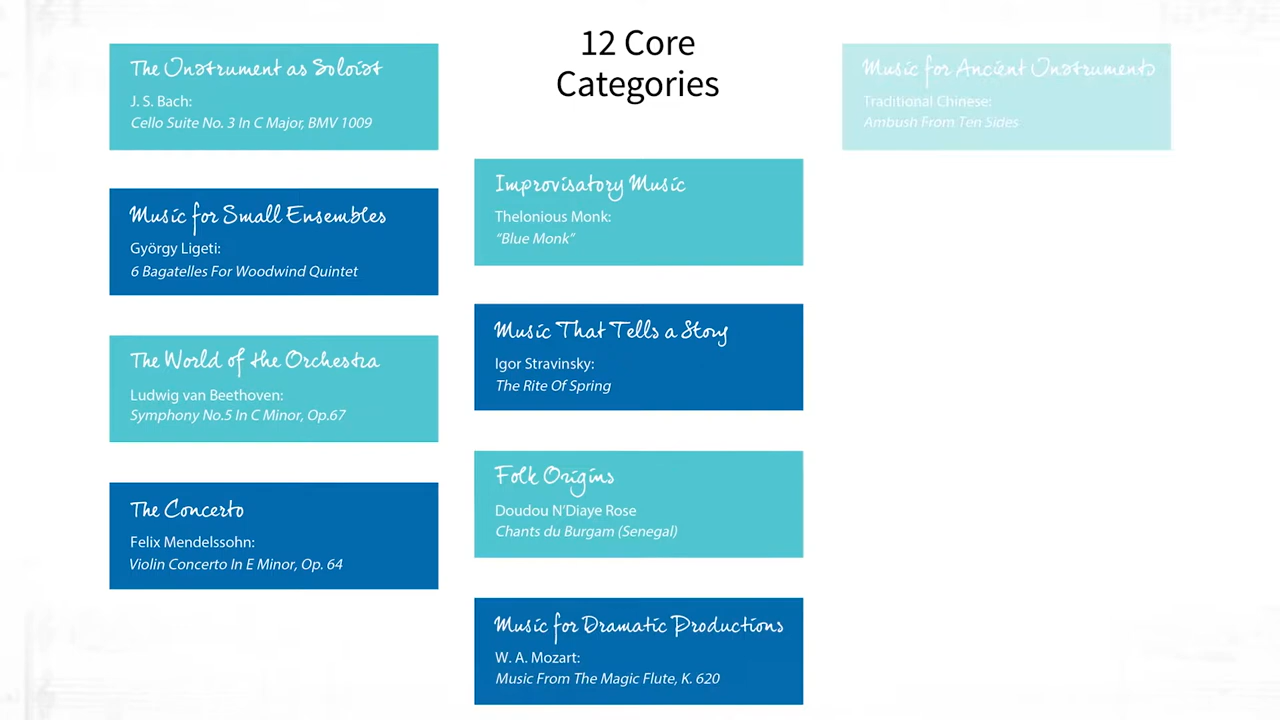 12 Core
Categories
The Instrument as Soloist
J. S. Bach:
Cello Suite No. 3 In C Major, BMV 1009
Music for Small Ensembles
György Ligeti:
6 Bagatelles For Woodwind Quintet
The World of the Orchestra
Ludwig van Beethoven:
Symphony No.5 In C Minor, Op.67
The Concerto
Felix Mendelssohn:
Violin Concerto In E Minor, Op. 64
Improvisatory Music
Thelonious Monk:
“Blue Monk”
Music That Tells a Story
Igor Stravinsky:
The Rite Of Spring
Folk Origins
Doudou N’Diaye Rose
Chants du Burgam (Senegal)
Music for Dramatic Productions
W. A. Mozart:
Music From The Magic Flute, K. 620
Music for Ancient Instruments
Traditional Chinese:
Ambush From Ten Sides